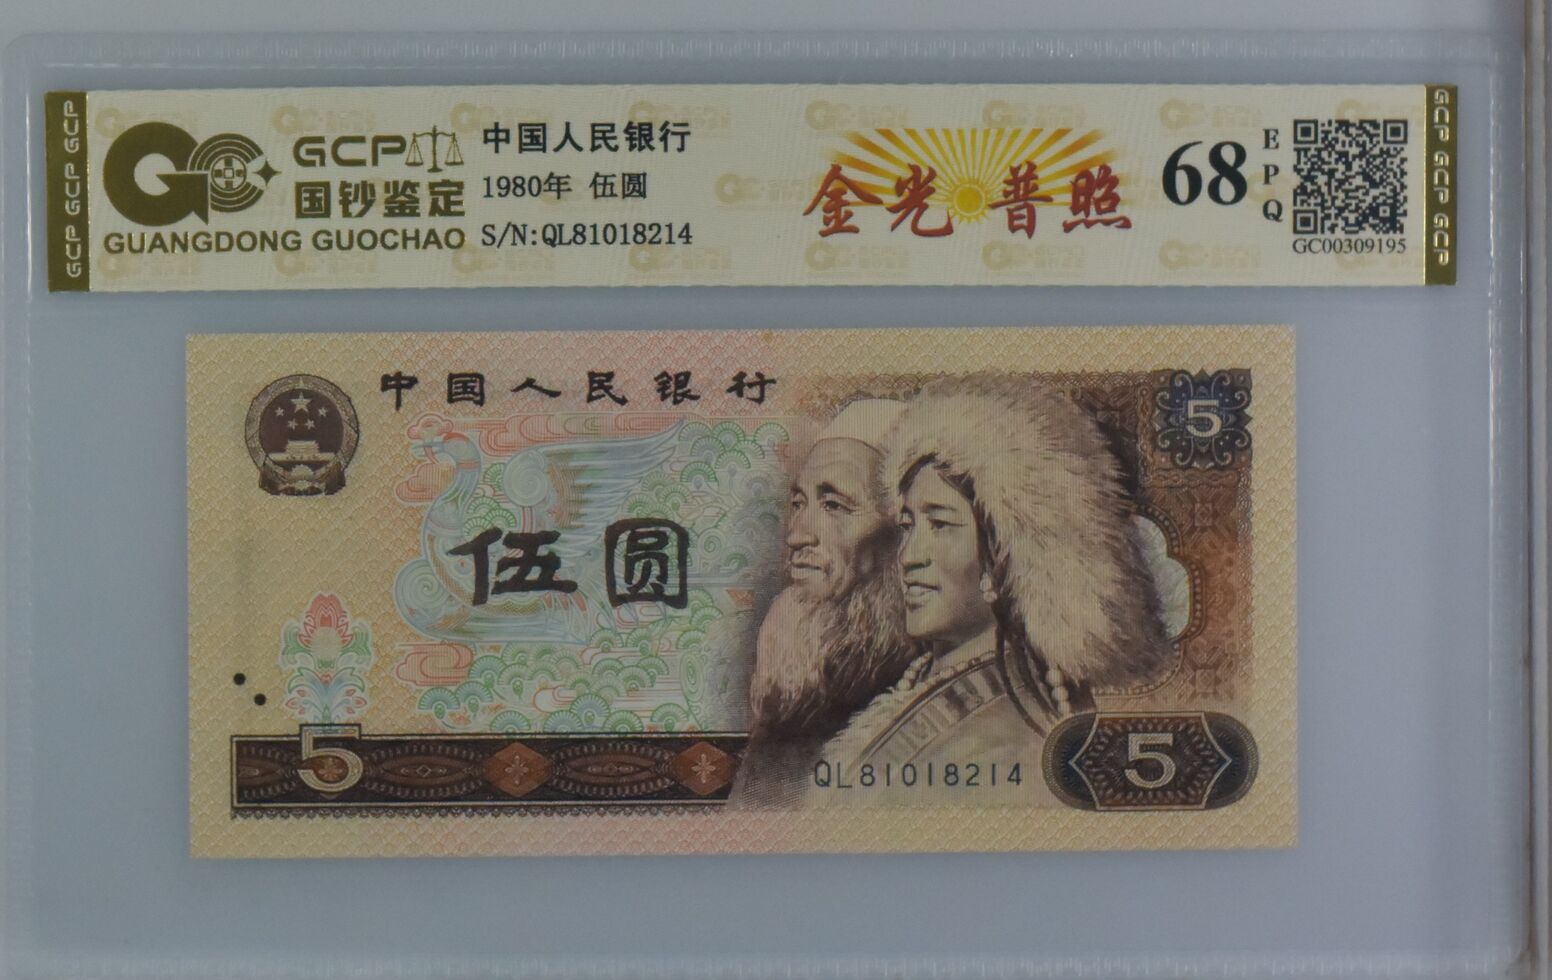 GCP GCP GCP
GCP
国钞鉴定
GUANGDONG GUOCHAO
中国人民银行
1980年 伍圆
S/N:QL81018214
金光普照
68
EPQ
GC00309195
GCP GCP GCP
中国人民银行
5
伍圆
5
QL81018214
5